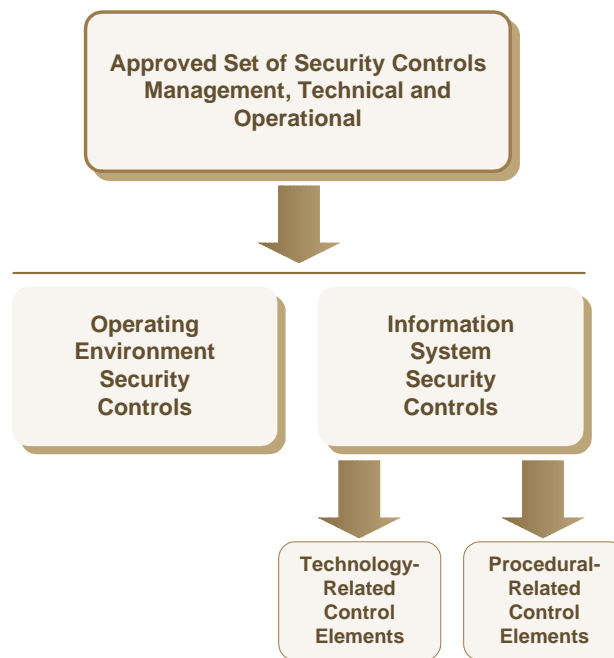 Approved Set of Security Controls
Management, Technical and
Operational
Operating
Environment
Security
Controls
Information
System
Security
Controls
Technology-
Related
Control
Elements
Procedural-
Related
Control
Elements